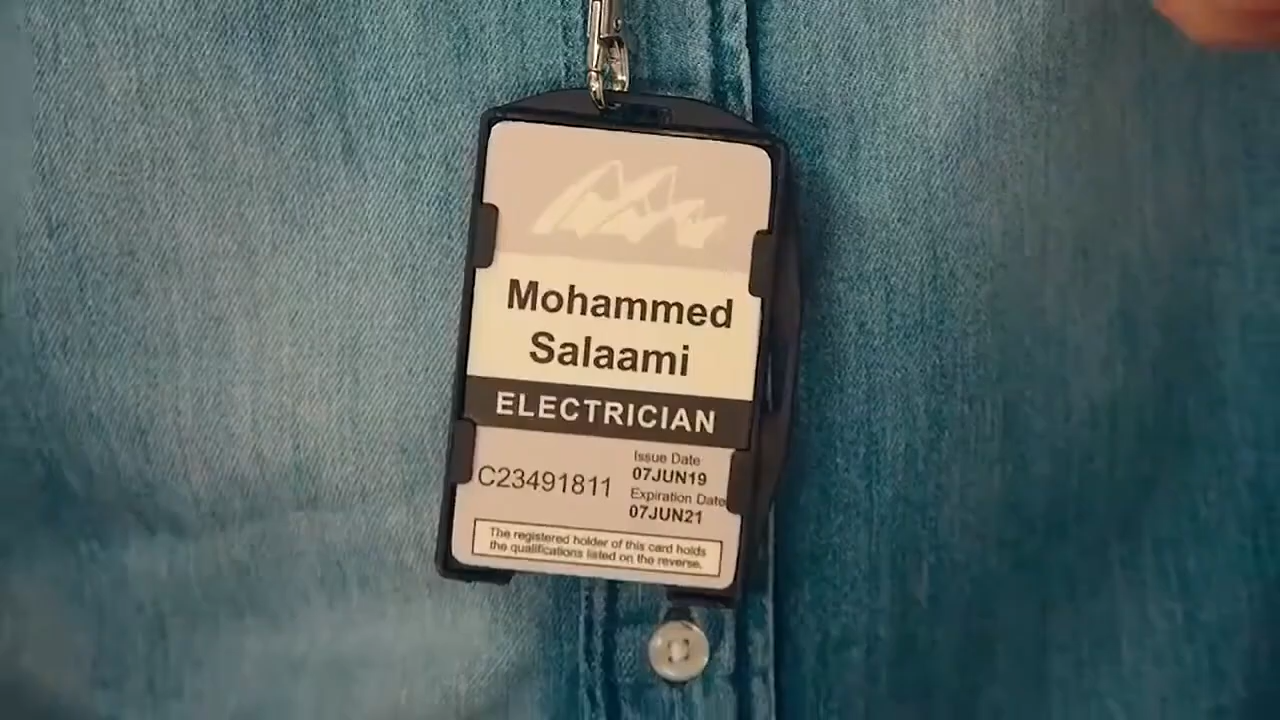 Mohammed
Salaami
ELECTRICIAN
C23491811
Issue Date
07JUN19
Expiration Date
07JUN21
The registered holder of this card holds
the qualifications listed on the reverse.